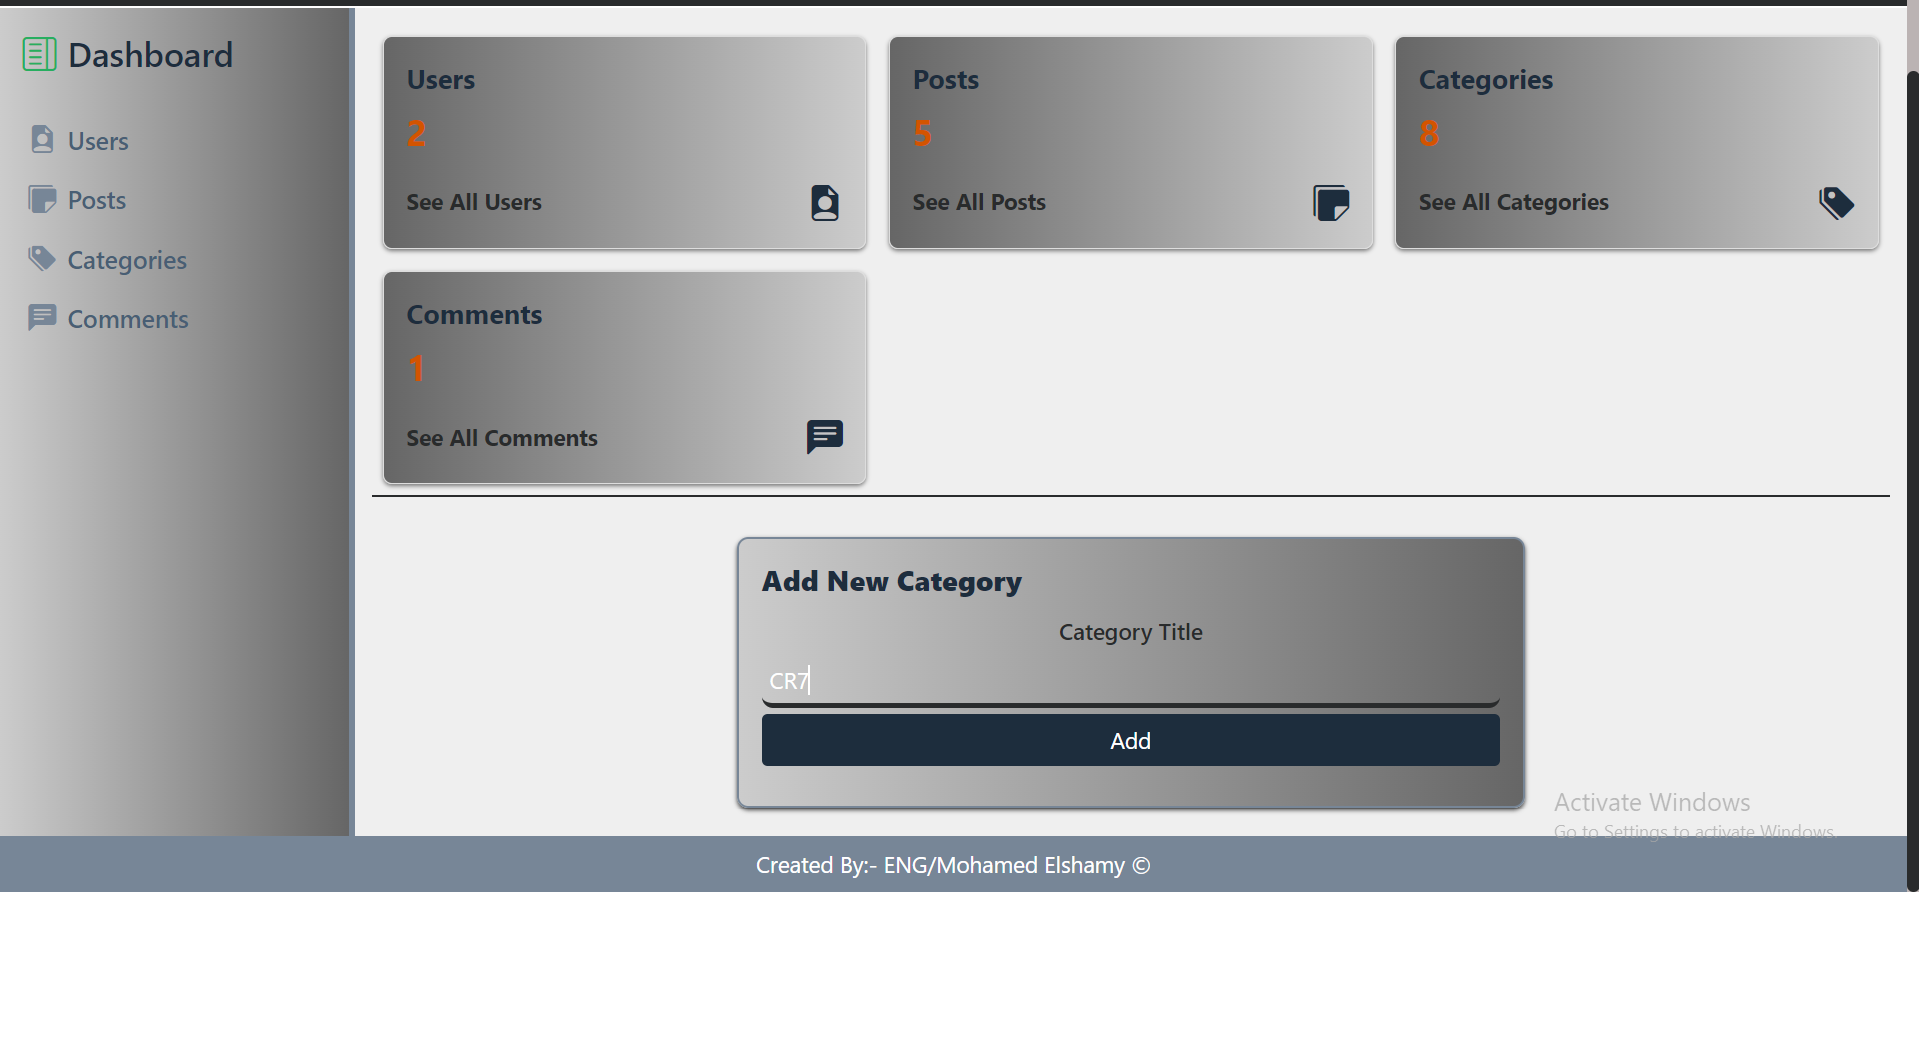 Dashboard
Users
Posts
Categories
Comments
Users
2
See All Users
Posts
5
See All Posts
Categories
8
See All Categories
Comments
1
See All Comments
Add New Category
Category Title
CR7
Add
Activate Windows
Go to Settings to activate Windows.
Created By:- ENG/Mohamed Elshamy ©